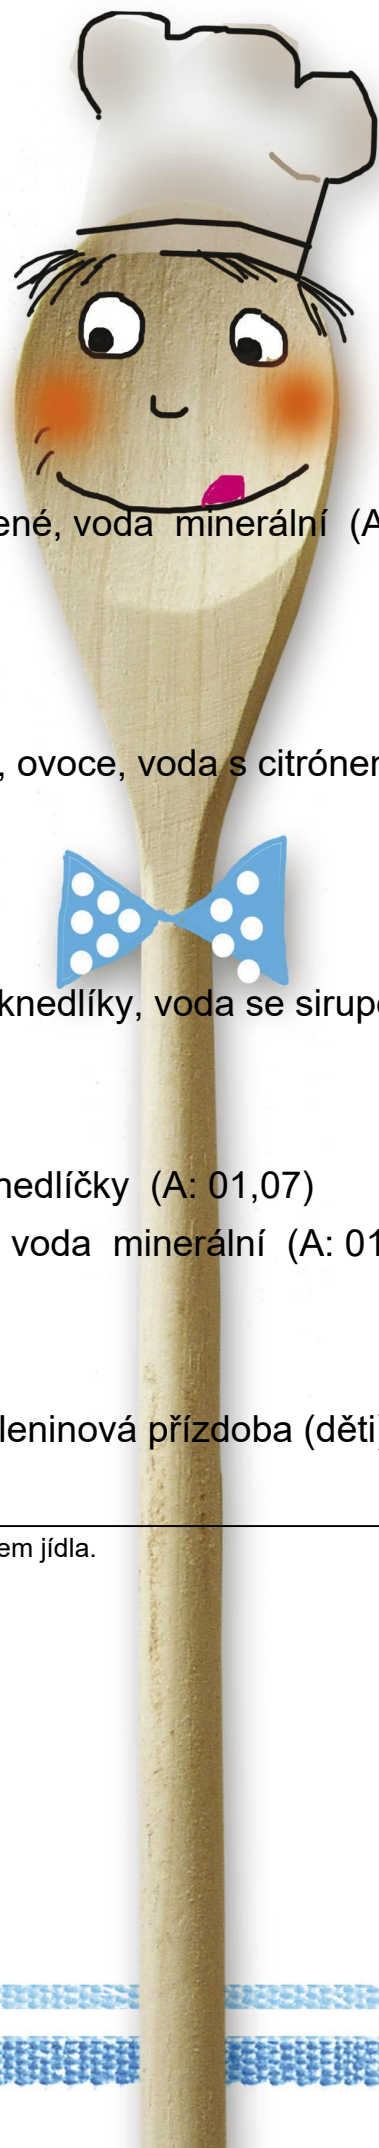 ené, voda minerální (A
, ovoce, voda s citrónem
knedlíky, voda se sirupe
nedlíčky (A: 01,07)
voda minerální (A: 01
leninová přízdoba (děti)
em jídla.